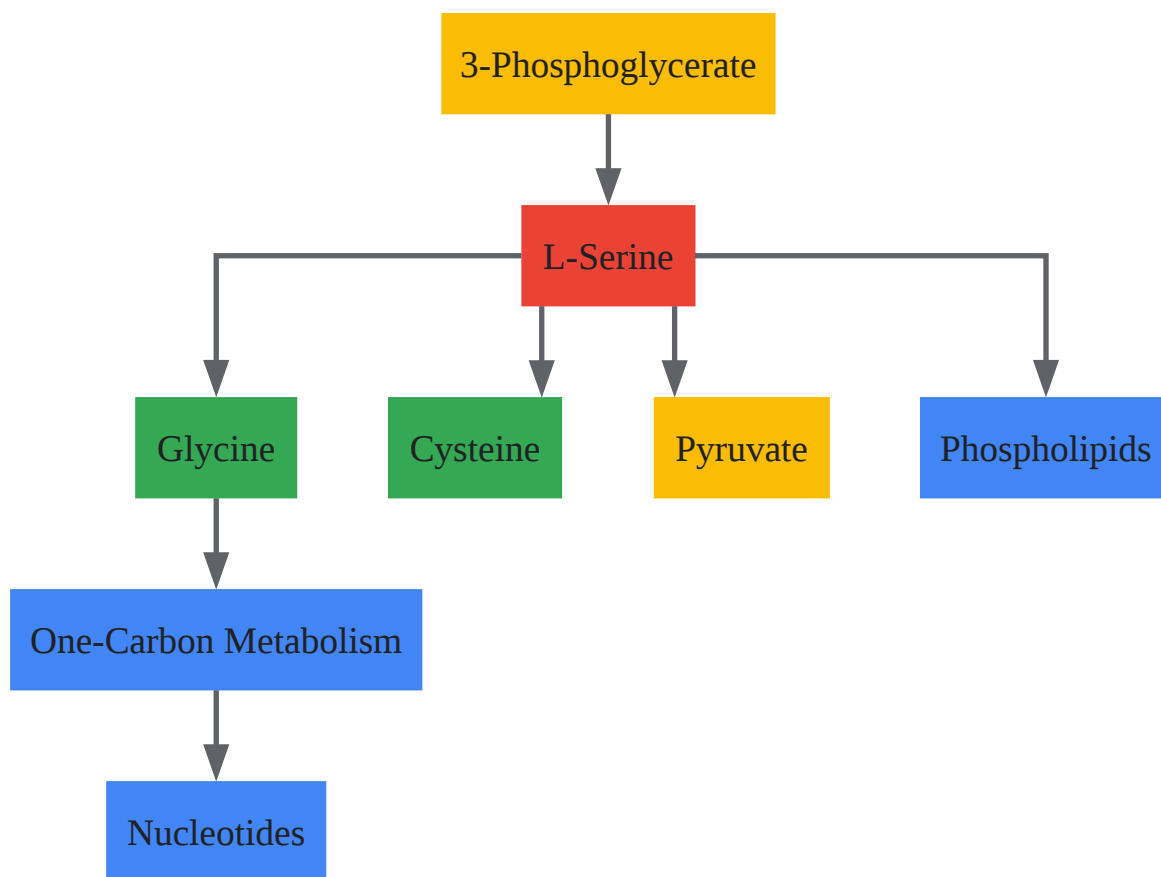 3-Phosphoglycerate
L-Serine
Glycine
Cysteine
Pyruvate
Phospholipids
One-Carbon Metabolism
Nucleotides